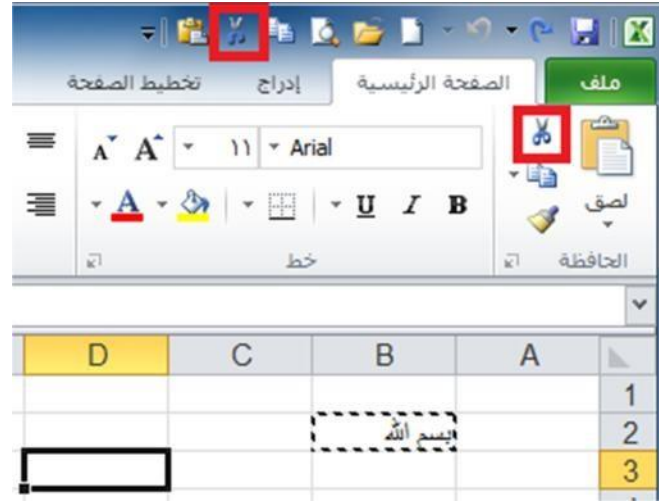 ملف الصفحة الرئيسية إدراج تخطيط الصفحة
Arial ١١ A A
لصق B I U A
الحافظة خط
A B C D
1
2 بسم الله
3